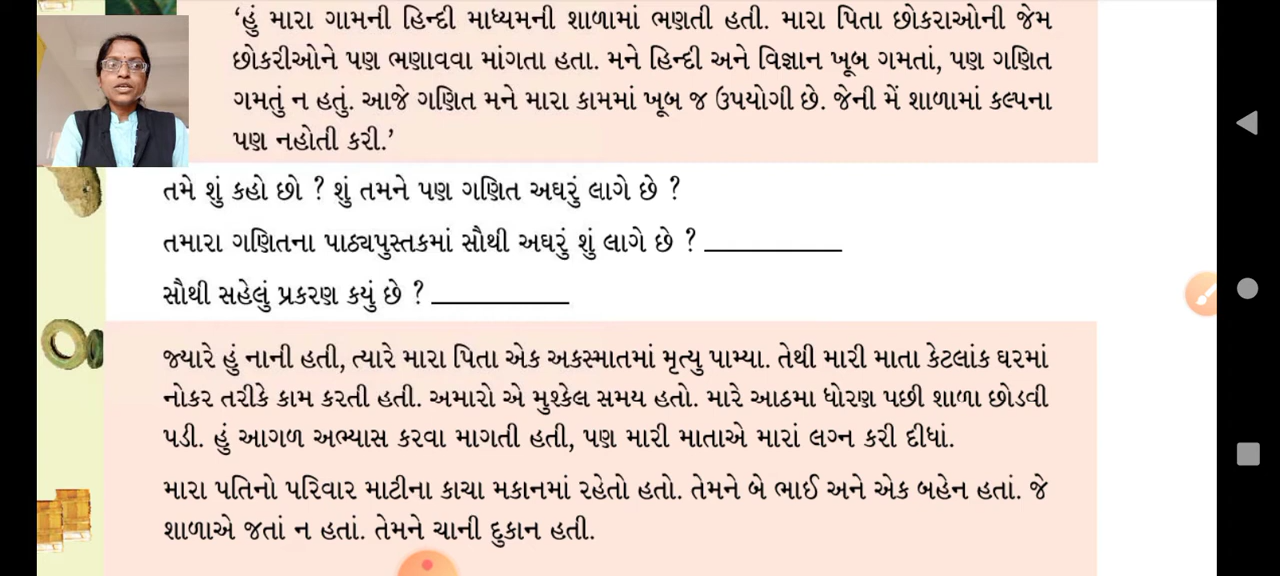 ‘હું મારા ગામની હિન્દી માધ્યમની શાળામાં ભણતી હતી. મારા પિતા છોકરાઓની જેમ
છોકરીઓને પણ ભણાવવા માંગતા હતા. મને હિન્દી અને વિજ્ઞાન ખૂબ ગમતાં, પણ ગણિત
ગમતું ન હતું. આજે ગણિત મને મારા કામમાં ખૂબ જ ઉપયોગી છે. જેની મેં શાળામાં કલ્પના
પણ નહોતી કરી.’
તમે શું કહો છો ? શું તમને પણ ગણિત અઘરું લાગે છે ?
તમારા ગણિતના પાઠ્યપુસ્તકમાં સૌથી અઘરું શું લાગે છે ? ___________
સૌથી સહેલું પ્રકરણ કયું છે ? ___________
જ્યારે હું નાની હતી, ત્યારે મારા પિતા એક અકસ્માતમાં મૃત્યુ પામ્યા. તેથી મારી માતા કેટલાંક ઘરમાં
નોકર તરીકે કામ કરતી હતી. અમારો એ મુશ્કેલ સમય હતો. મારે આઠમા ધોરણ પછી શાળા છોડવી
પડી. હું આગળ અભ્યાસ કરવા માગતી હતી, પણ મારી માતાએ મારાં લગ્ન કરી દીધાં.
મારા પતિનો પરિવાર માટીના કાચા મકાનમાં રહેતો હતો. તેમને બે ભાઈ અને એક બહેન હતાં. જે
શાળાએ જતાં ન હતાં. તેમને ચાની દુકાન હતી.